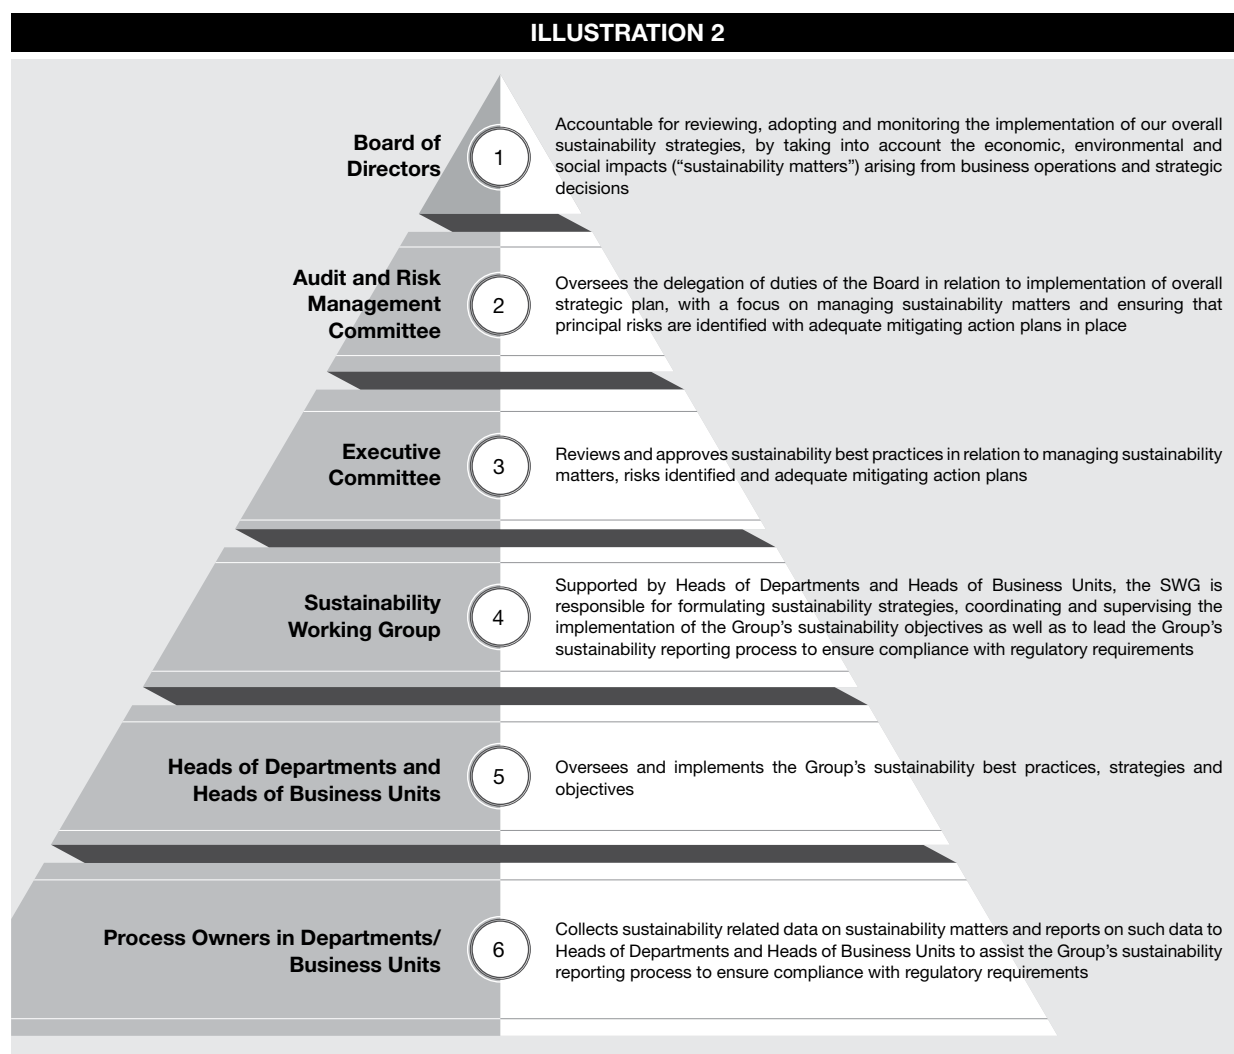 ILLUSTRATION 2
Board of
Directors
1
Accountable for reviewing, adopting and monitoring the implementation of our overall
sustainability strategies, by taking into account the economic, environmental and
social impacts (“sustainability matters”) arising from business operations and strategic
decisions
Audit and Risk
Management
Committee
2
Oversees the delegation of duties of the Board in relation to implementation of overall
strategic plan, with a focus on managing sustainability matters and ensuring that
principal risks are identified with adequate mitigating action plans in place
Executive
Committee
3
Reviews and approves sustainability best practices in relation to managing sustainability
matters, risks identified and adequate mitigating action plans
Sustainability
Working Group
4
Supported by Heads of Departments and Heads of Business Units, the SWG is
responsible for formulating sustainability strategies, coordinating and supervising the
implementation of the Group’s sustainability objectives as well as to lead the Group’s
sustainability reporting process to ensure compliance with regulatory requirements
Heads of Departments and
Heads of Business Units
5
Oversees and implements the Group’s sustainability best practices, strategies and
objectives
Process Owners in Departments/
Business Units
6
Collects sustainability related data on sustainability matters and reports on such data to
Heads of Departments and Heads of Business Units to assist the Group’s sustainability
reporting process to ensure compliance with regulatory requirements